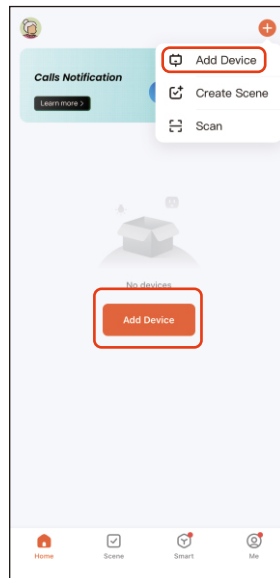 Calls Notification
Learn more >
Add Device
Create Scene
Scan
No devices
Add Device
Home
Scene
Smart
Me